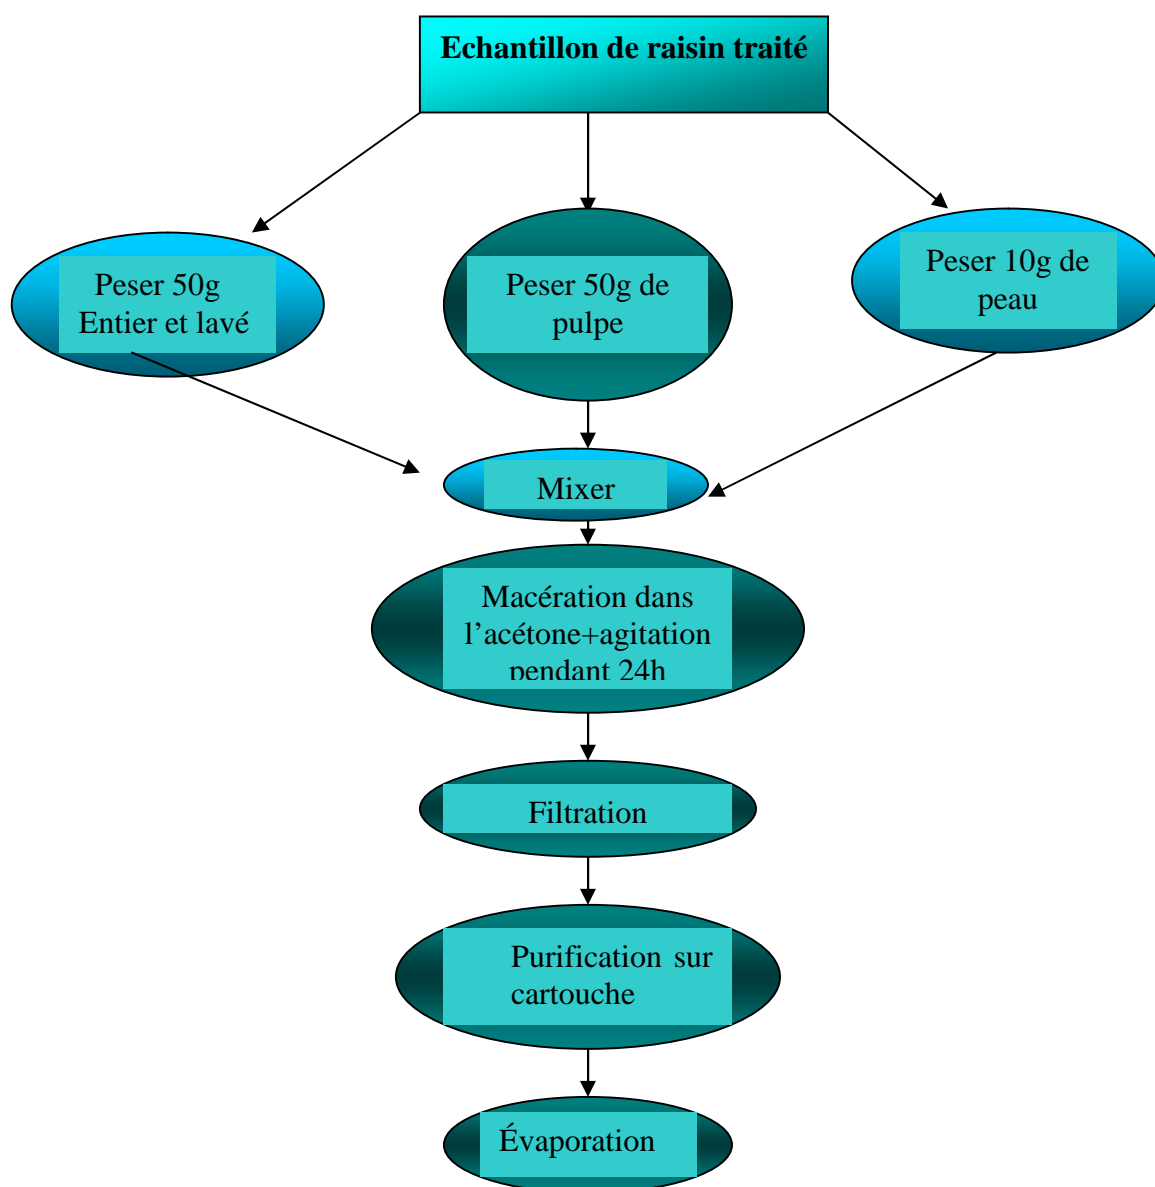 Echantillon de raisin traité
Peser 50g
Entier et lavé
Peser 50g de
pulpe
Peser 10g de
peau
Mixer
Macération dans
l’acétone+agitation
pendant 24h
Filtration
Purification sur
cartouche
Évaporation